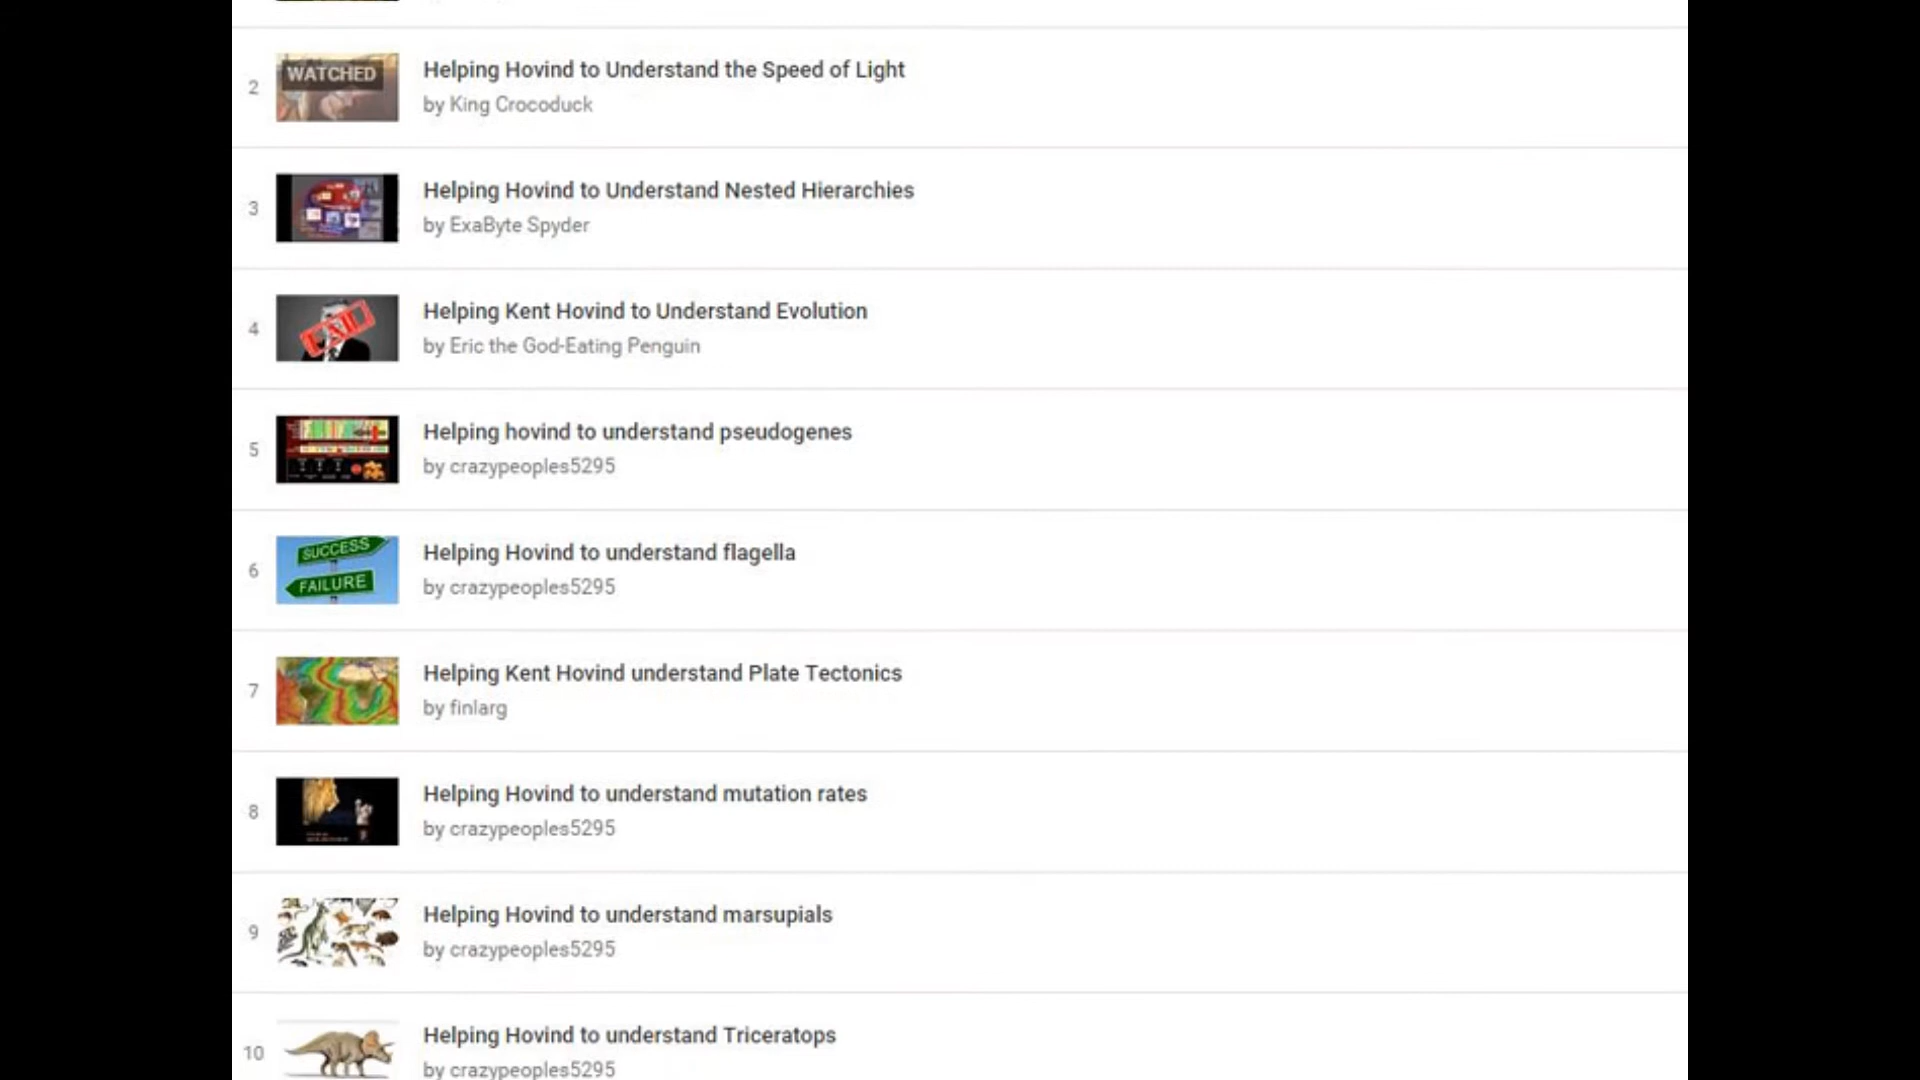 2
WATCHED
Helping Hovind to Understand the Speed of Light
by King Crocoduck
3
Helping Hovind to Understand Nested Hierarchies
by ExaByte Spyder
4
FAIL
Helping Kent Hovind to Understand Evolution
by Eric the God-Eating Penguin
5
Helping hovind to understand pseudogenes
by crazypeoples5295
6
SUCCESS
FAILURE
Helping Hovind to understand flagella
by crazypeoples5295
7
Helping Kent Hovind understand Plate Tectonics
by finlarg
8
Helping Hovind to understand mutation rates
by crazypeoples5295
9
Helping Hovind to understand marsupials
by crazypeoples5295
10
Helping Hovind to understand Triceratops
by crazypeoples5295